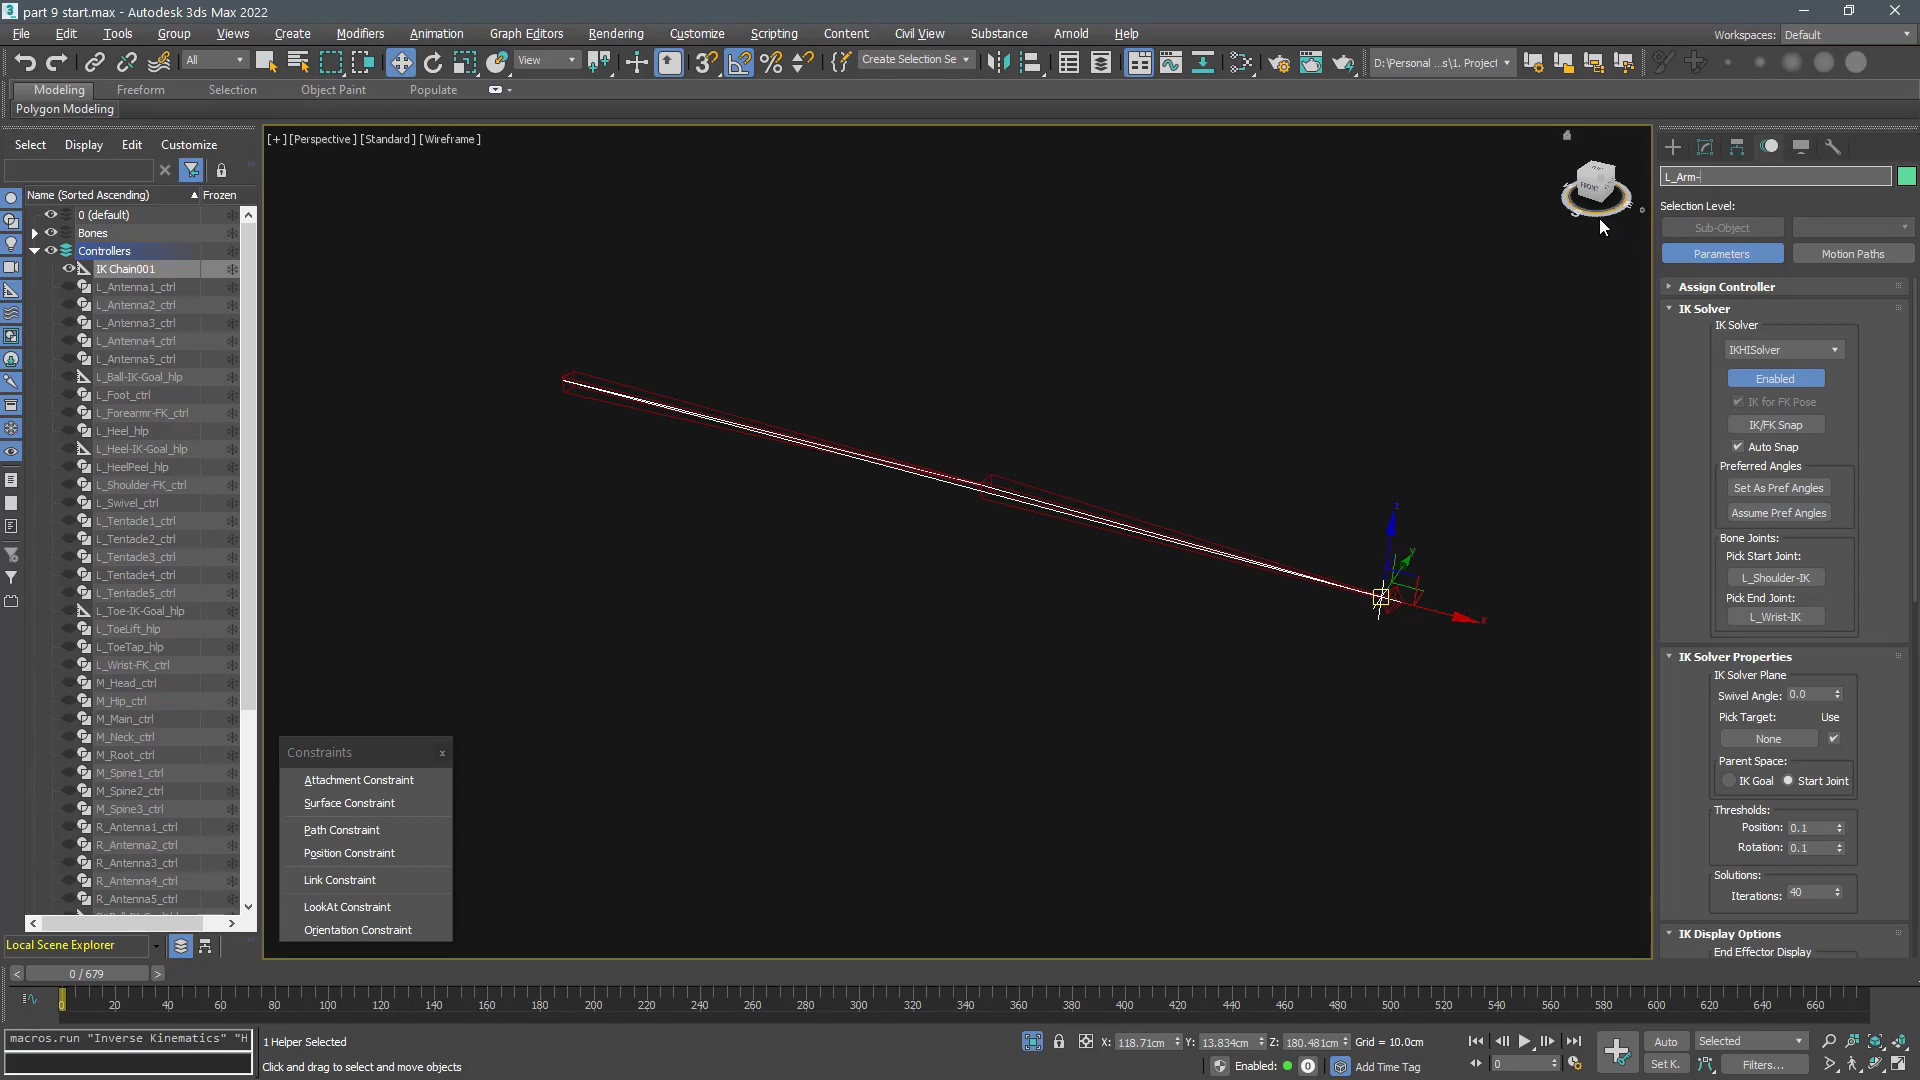 part 9 start.max - Autodesk 3ds Max 2022
File Edit Tools Group Views Create Modifiers Animation Graph Editors Rendering Customize Scripting Content Civil View Substance Arnold Help
Workspaces: Default
All
View
Create Selection Se
D:\Personal ...s\1. Project
Modeling Freeform Selection Object Paint Populate
Polygon Modeling
Select Display Edit Customize
Name (Sorted Ascending) Frozen
0 (default)
Bones
Controllers
IK Chain001
L_Antenna1_ctrl
L_Antenna2_ctrl
L_Antenna3_ctrl
L_Antenna4_ctrl
L_Antenna5_ctrl
L_Ball-IK-Goal_hlp
L_Foot_ctrl
L_Forearmr-FK_ctrl
L_Heel_hlp
L_Heel-IK-Goal_hlp
L_HeelPeel_hlp
L_Shoulder-FK_ctrl
L_Swivel_ctrl
L_Tentacle1_ctrl
L_Tentacle2_ctrl
L_Tentacle3_ctrl
L_Tentacle4_ctrl
L_Tentacle5_ctrl
L_Toe-IK-Goal_hlp
L_ToeLift_hlp
L_ToeTap_hlp
L_Wrist-FK_ctrl
M_Head_ctrl
M_Hip_ctrl
M_Main_ctrl
M_Neck_ctrl
M_Root_ctrl
M_Spine1_ctrl
M_Spine2_ctrl
M_Spine3_ctrl
R_Antenna1_ctrl
R_Antenna2_ctrl
R_Antenna3_ctrl
R_Antenna4_ctrl
R_Antenna5_ctrl
Local Scene Explorer
[+] [Perspective] [Standard] [Wireframe]
FRONT
z
y
x
Constraints x
Attachment Constraint
Surface Constraint
Path Constraint
Position Constraint
Link Constraint
LookAt Constraint
Orientation Constraint
L_Arm-
Selection Level:
Sub-Object
Parameters Motion Paths
Assign Controller
IK Solver
IK Solver
IKHISolver
Enabled
IK for FK Pose
IK/FK Snap
Auto Snap
Preferred Angles
Set As Pref Angles
Assume Pref Angles
Bone Joints:
Pick Start Joint:
L_Shoulder-IK
Pick End Joint:
L_Wrist-IK
IK Solver Properties
IK Solver Plane
Swivel Angle: 0.0
Pick Target: Use
None
Parent Space:
IK Goal Start Joint
Thresholds:
Position: 0.1
Rotation: 0.1
Solutions:
Iterations: 40
IK Display Options
End Effector Display
< 0 / 679 >
0 20 40 60 80 100 120 140 160 180 200 220 240 260 280 300 320 340 360 380 400 420 440 460 480 500 520 540 560 580 600 620 640 660
macros.run "Inverse Kinematics" "H
1 Helper Selected
Click and drag to select and move objects
X: 118.71cm Y: 13.834cm Z: 180.481cm Grid = 10.0cm
Enabled: 0 Add Time Tag
0
Auto Selected
Set K. Filters...